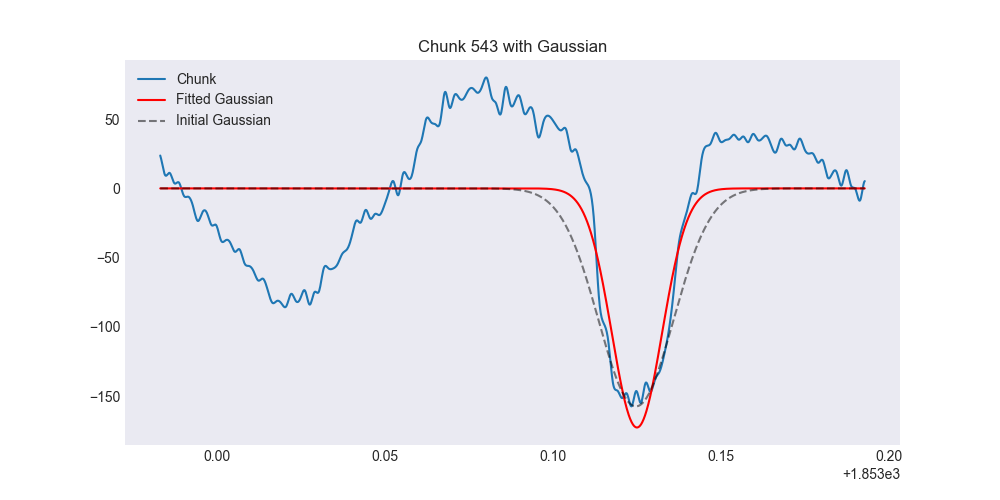 Chunk 543 with Gaussian
Chunk
Fitted Gaussian
Initial Gaussian
50
0
−50
−100
−150
0.00 0.05 0.10 0.15 0.20
+1.853e3